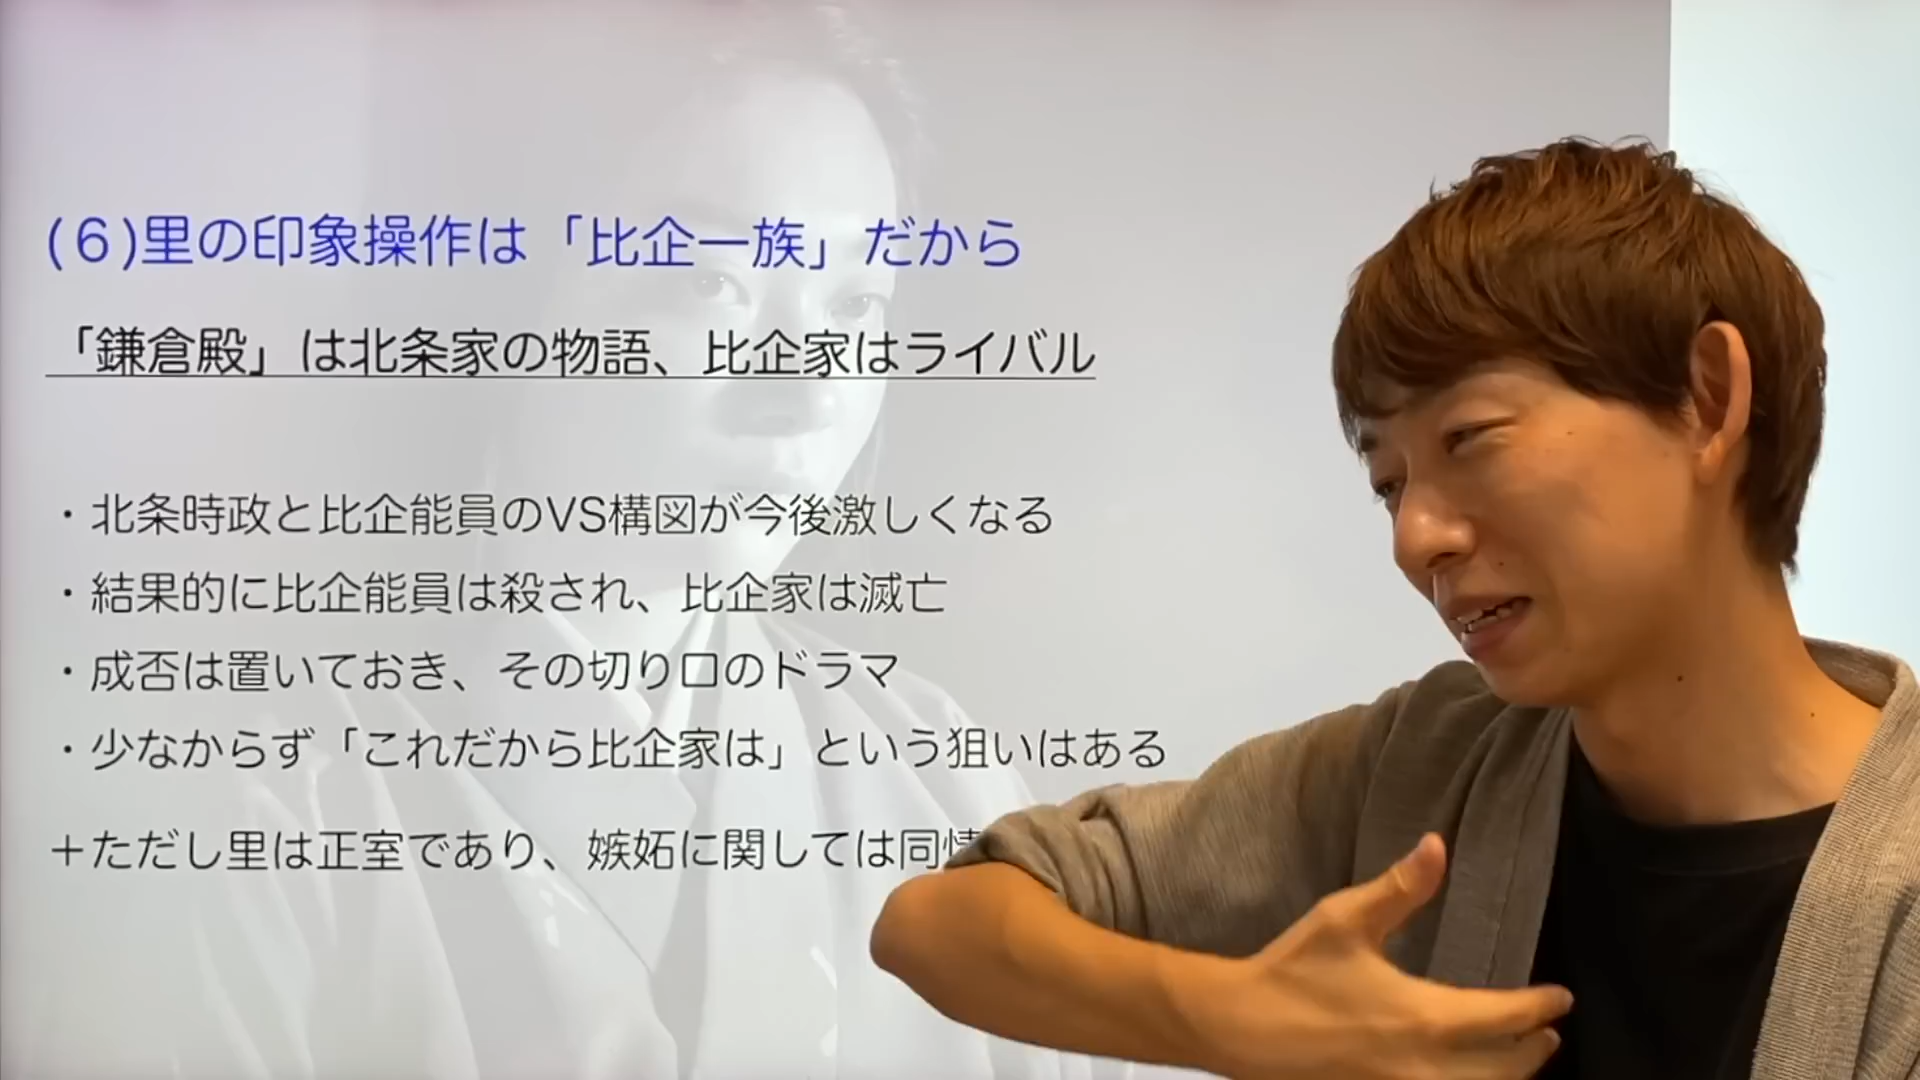 (６)里の印象操作は「比企一族」だから
「鎌倉殿」は北条家の物語、比企家はライバル
・北条時政と比企能員のVS構図が今後激しくなる
・結果的に比企能員は殺され、比企家は滅亡
・成否は置いておき、その切り口のドラマ
・少なからず「これだから比企家は」という狙いはある
＋ただし里は正室であり、嫉妬に関しては同情